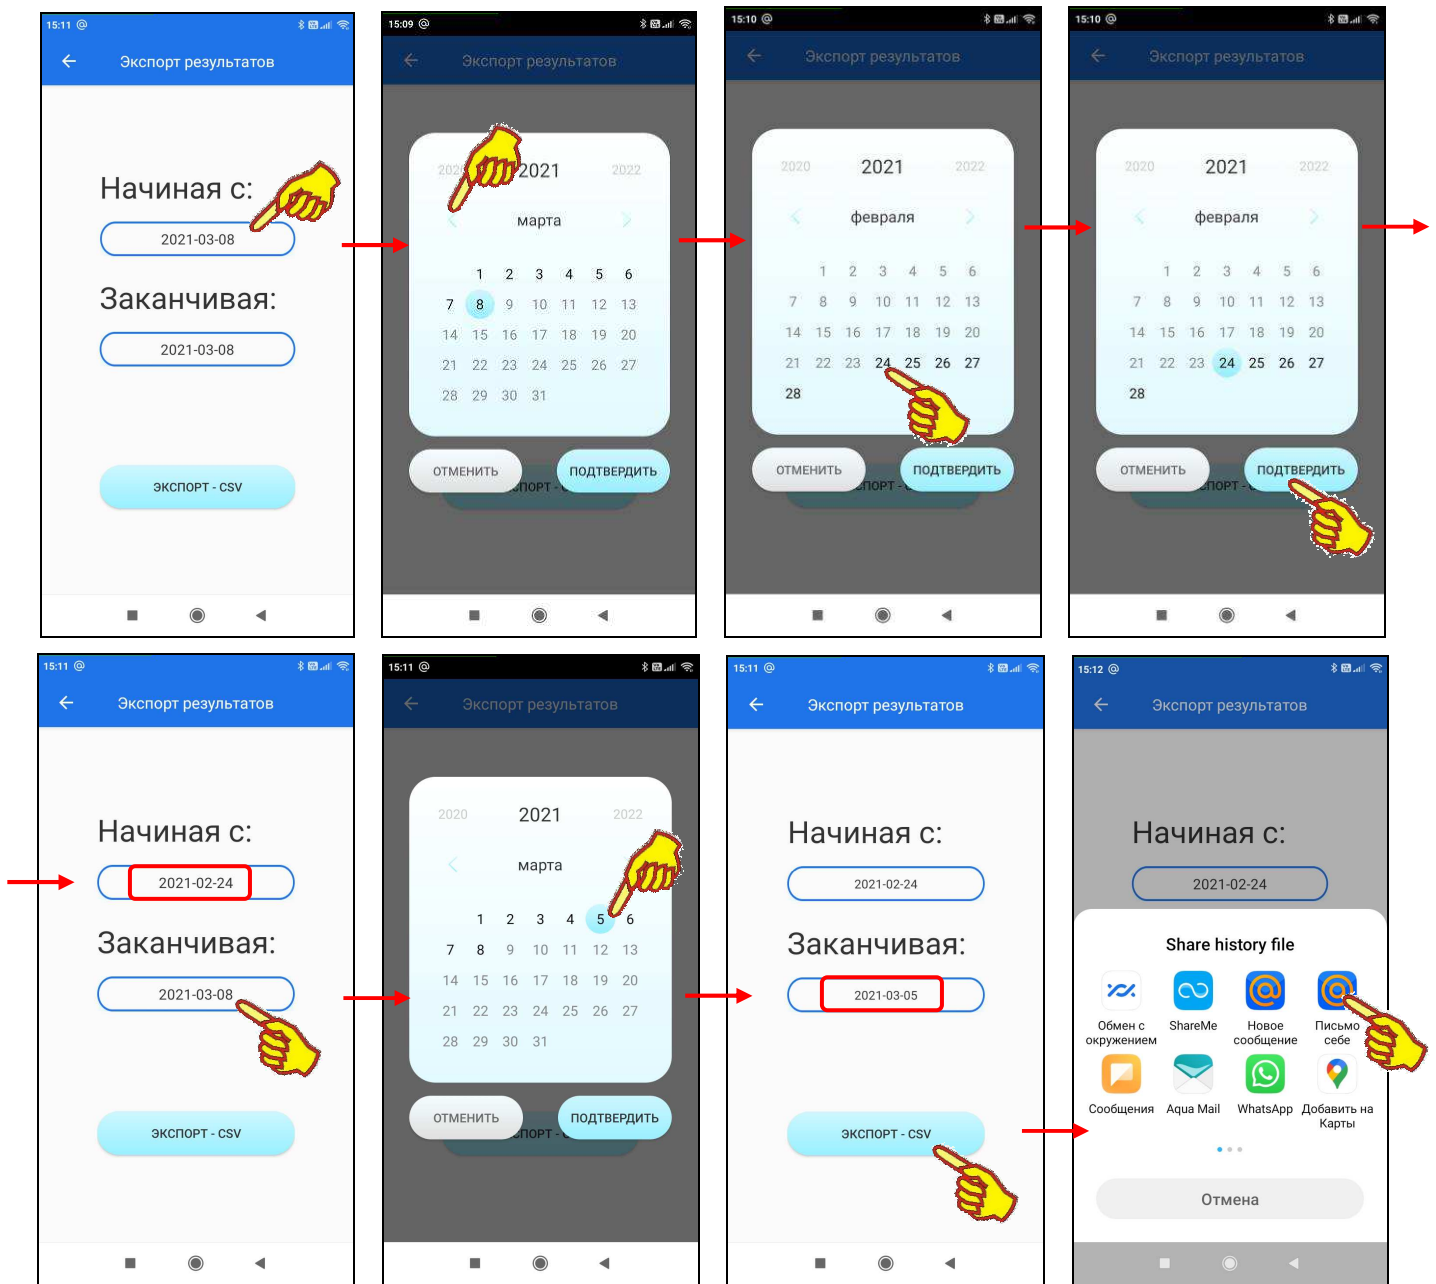 15:11 @
Экспорт результатов
Начиная с:
2021-03-08
Заканчивая:
2021-03-08
ЭКСПОРТ - CSV
15:09 @
Экспорт результатов
2021 2022
марта
1 2 3 4 5 6
7 8 9 10 11 12 13
14 15 16 17 18 19 20
21 22 23 24 25 26 27
28 29 30 31
ОТМЕНИТЬ ПОДТВЕРДИТЬ
15:10 @
Экспорт результатов
2020 2021 2022
февраля
1 2 3 4 5 6
7 8 9 10 11 12 13
14 15 16 17 18 19 20
21 22 23 24 25 26 27
28
ОТМЕНИТЬ ПОДТВЕРДИТЬ
15:10 @
Экспорт результатов
2020 2021 2022
февраля
1 2 3 4 5 6
7 8 9 10 11 12 13
14 15 16 17 18 19 20
21 22 23 24 25 26 27
28
ОТМЕНИТЬ ПОДТВЕРДИТЬ
15:11 @
Экспорт результатов
Начиная с:
2021-02-24
Заканчивая:
2021-03-08
ЭКСПОРТ - CSV
15:11 @
Экспорт результатов
2020 2021 2022
марта
1 2 3 4 5 6
7 8 9 10 11 12 13
14 15 16 17 18 19 20
21 22 23 24 25 26 27
28 29 30 31
ОТМЕНИТЬ ПОДТВЕРДИТЬ
15:11 @
Экспорт результатов
Начиная с:
2021-02-24
Заканчивая:
2021-03-05
ЭКСПОРТ - CSV
15:12 @
Экспорт результатов
Начиная с:
2021-02-24
Share history file
Обмен с ShareMe Новое Письмо
окружением сообщение себе
Сообщения Aqua Mail WhatsApp Добавить на
Карты
Отмена